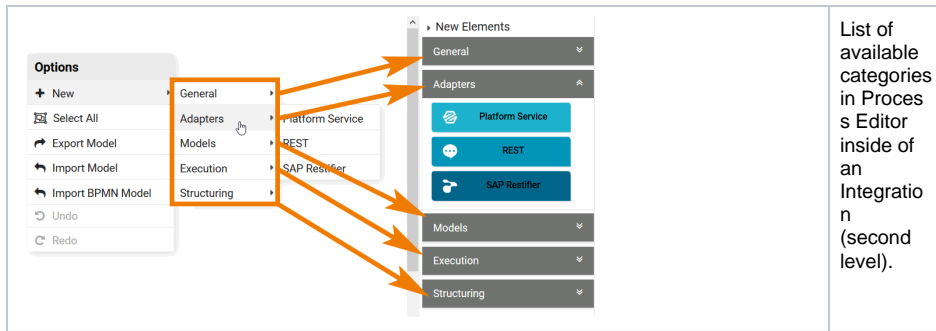 Options
New
Select All
Export Model
Import Model
Import BPMN Model
Undo
Redo
General
Adapters
Models
Execution
Structuring
Platform Service
REST
SAP Restifier
New Elements
General
Adapters
Platform Service
REST
SAP Restifier
Models
Execution
Structuring
List of
available
categories
in Proces
s Editor
inside of
an
Integratio
n
(second
level).